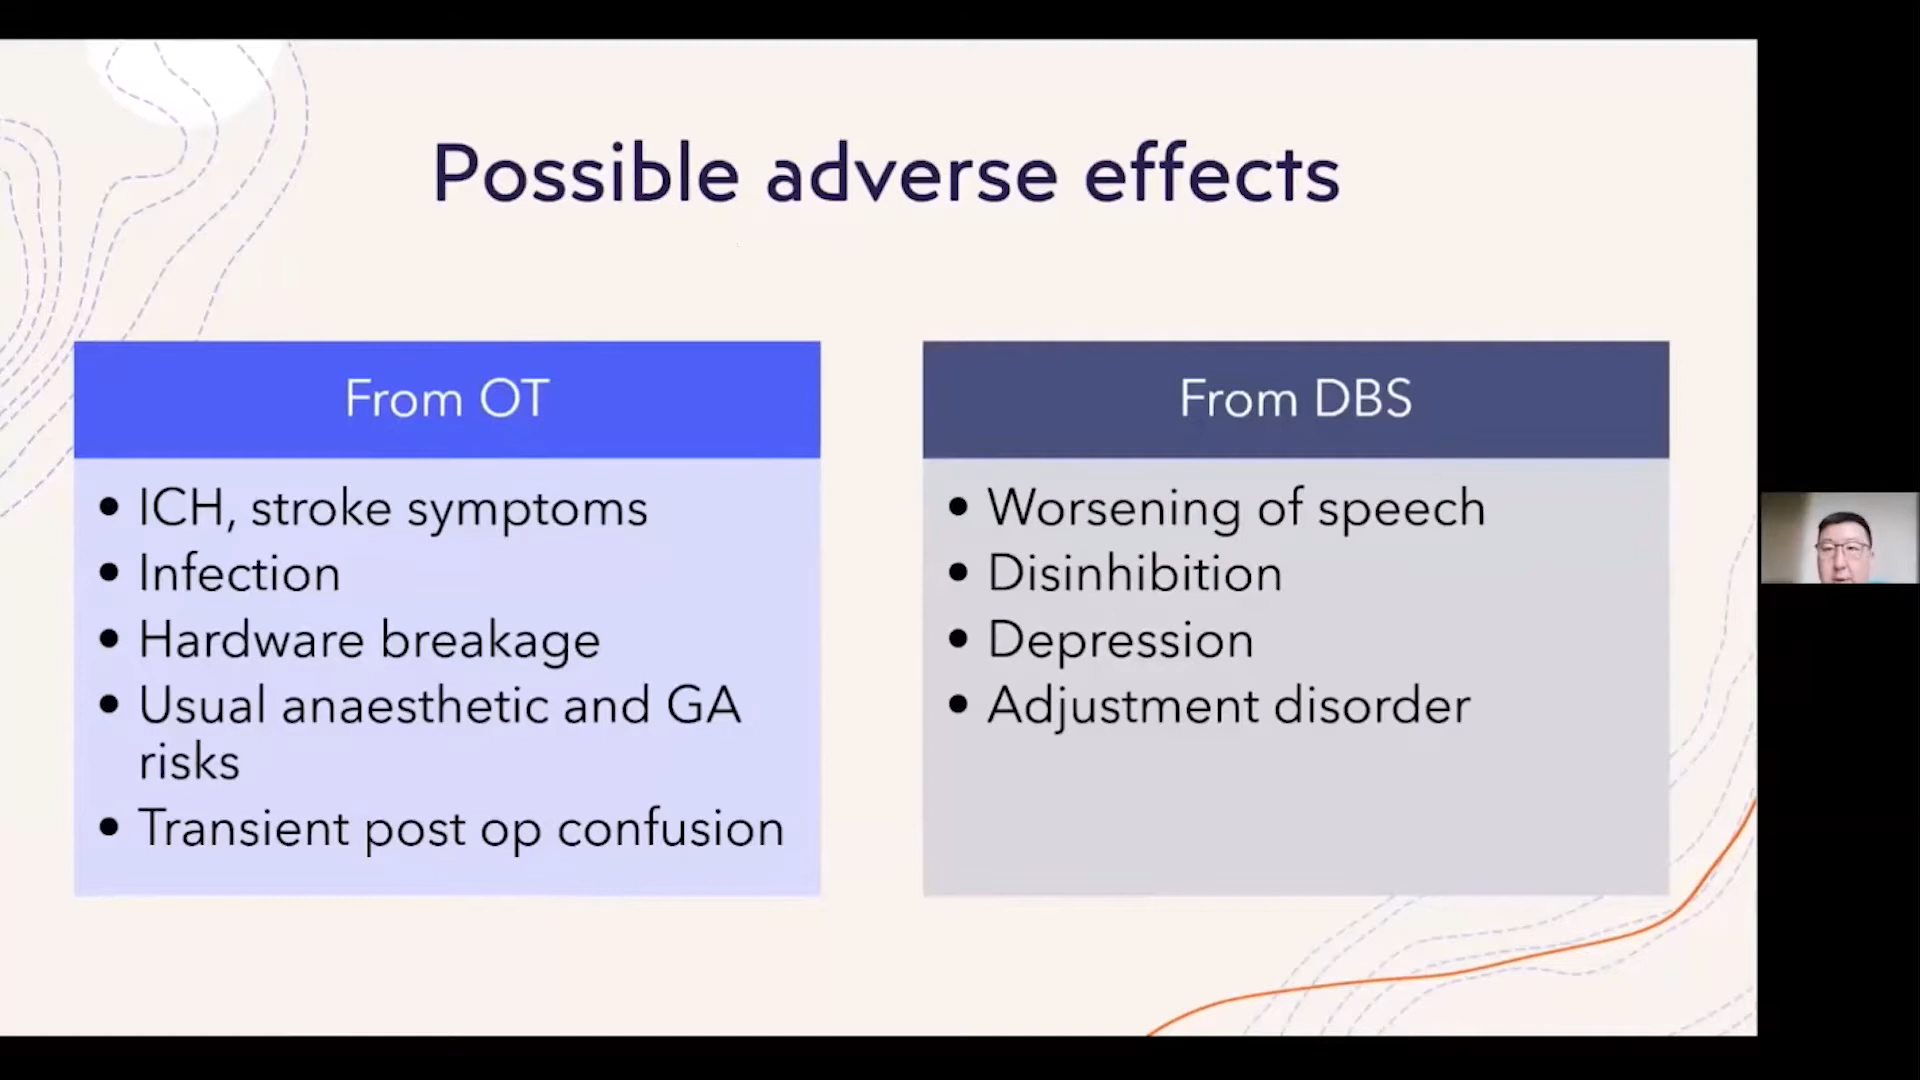 Possible adverse effects
From OT
• ICH, stroke symptoms
• Infection
• Hardware breakage
• Usual anaesthetic and GA
risks
• Transient post op confusion
From DBS
• Worsening of speech
• Disinhibition
• Depression
• Adjustment disorder